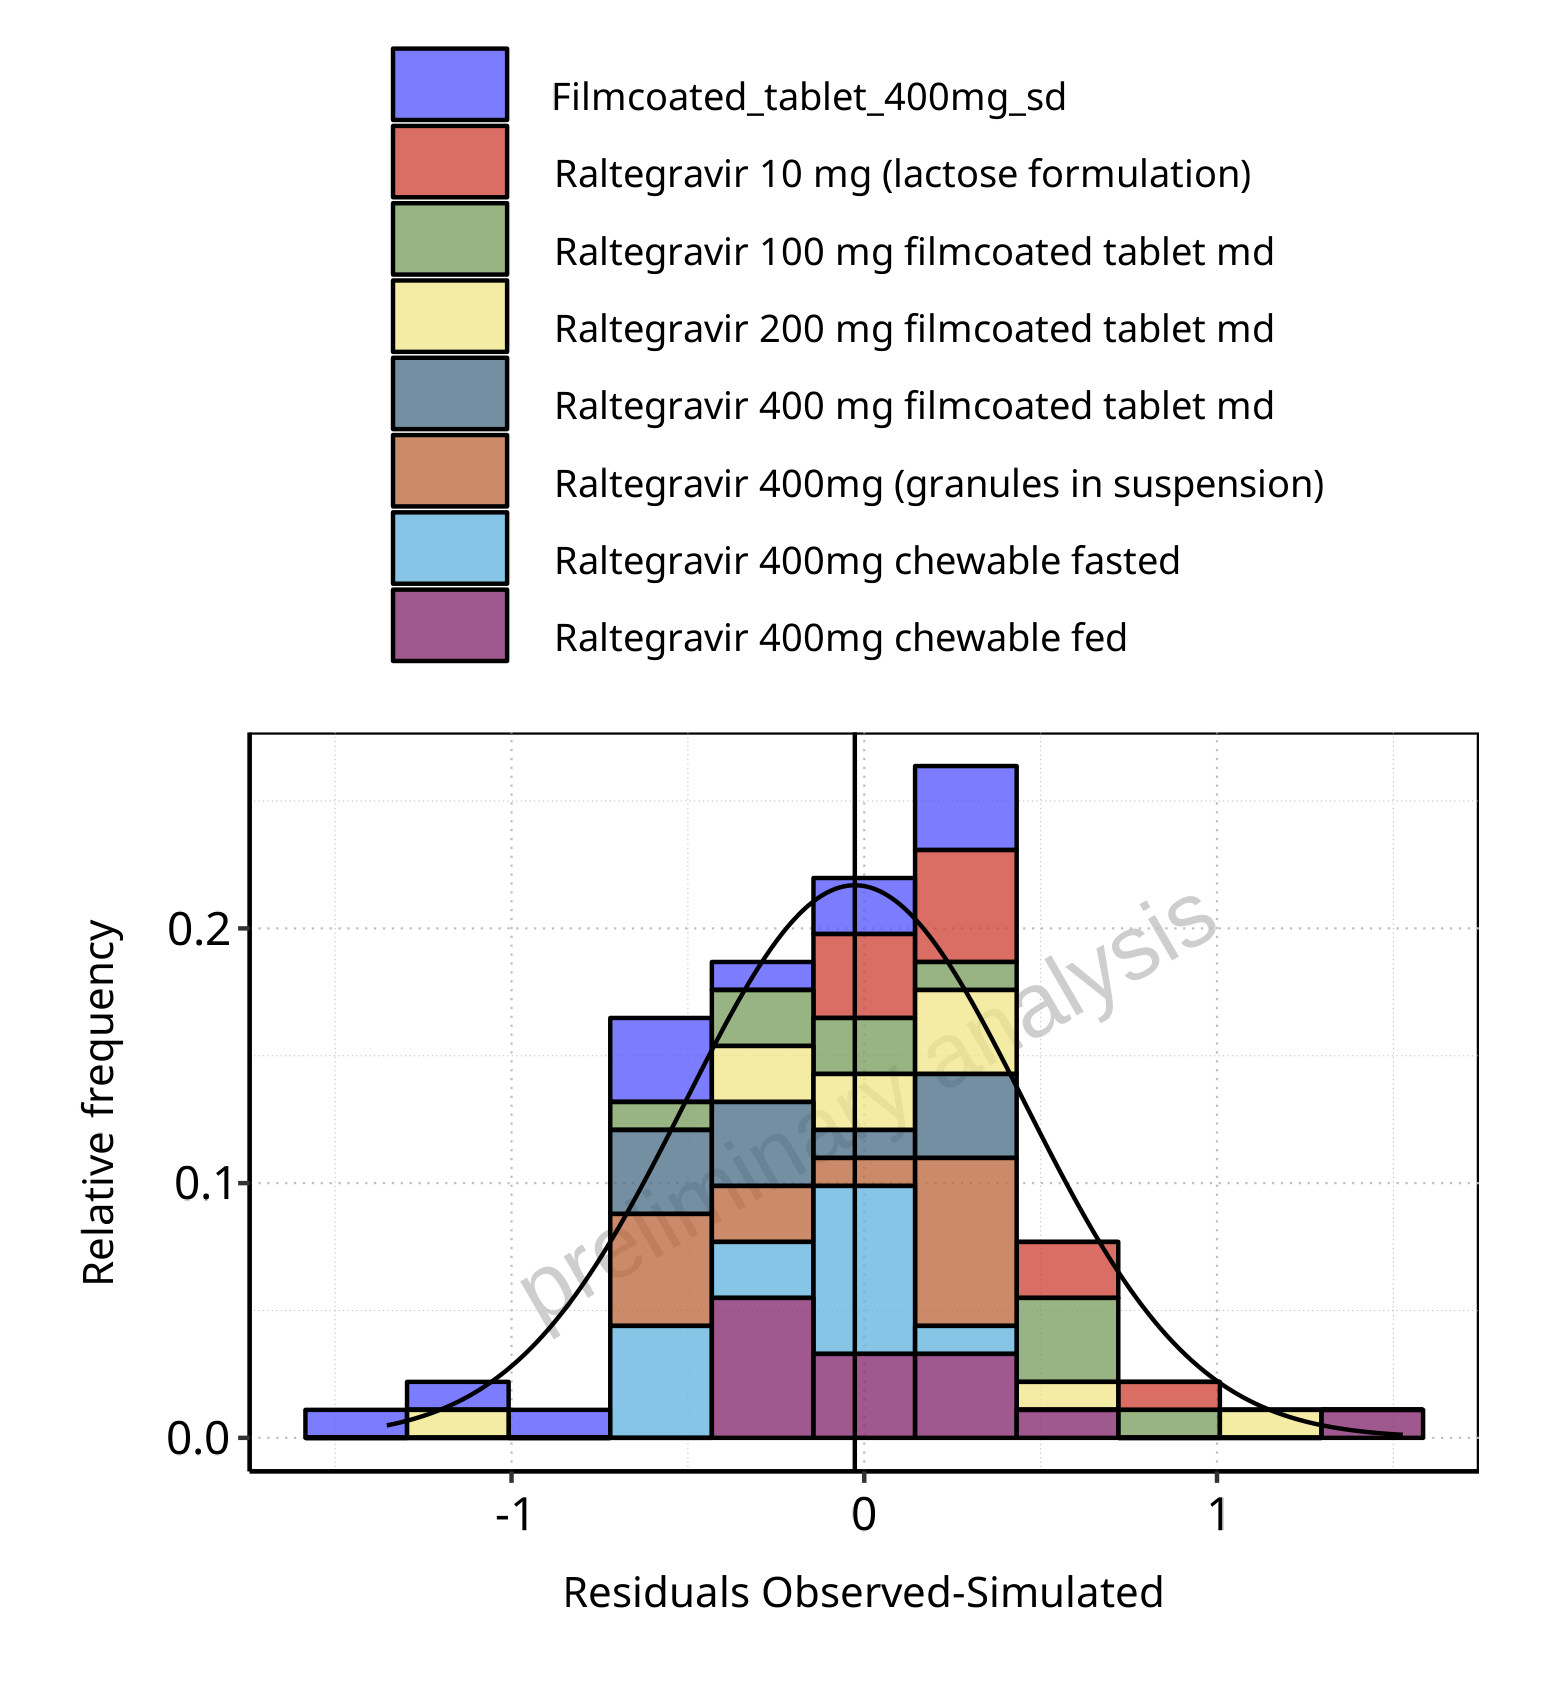 Filmcoated_tablet_400mg_sd
Raltegravir 10 mg (lactose formulation)
Raltegravir 100 mg filmcoated tablet md
Raltegravir 200 mg filmcoated tablet md
Raltegravir 400 mg filmcoated tablet md
Raltegravir 400mg (granules in suspension)
Raltegravir 400mg chewable fasted
Raltegravir 400mg chewable fed
preliminary analysis
Relative frequency
0.2
0.1
0.0
-1 0 1
Residuals Observed-Simulated